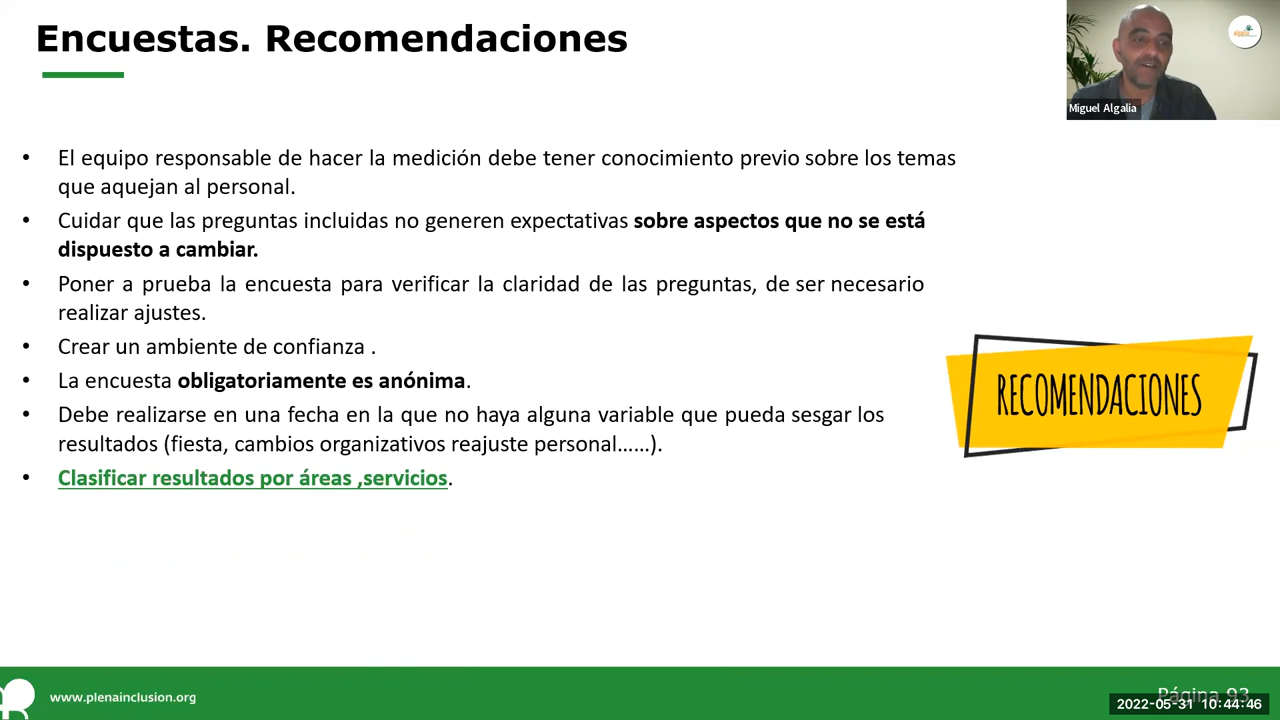 Encuestas. Recomendaciones
Miguel Algalia
• El equipo responsable de hacer la medición debe tener conocimiento previo sobre los temas
que aquejan al personal.
• Cuidar que las preguntas incluidas no generen expectativas sobre aspectos que no se está
dispuesto a cambiar.
• Poner a prueba la encuesta para verificar la claridad de las preguntas, de ser necesario
realizar ajustes.
• Crear un ambiente de confianza .
• La encuesta obligatoriamente es anónima.
• Debe realizarse en una fecha en la que no haya alguna variable que pueda sesgar los
resultados (fiesta, cambios organizativos reajuste personal……).
• Clasificar resultados por áreas ,servicios.
RECOMENDACIONES
www.plenainclusion.org
Página 93
2022-05-31 10:44:46